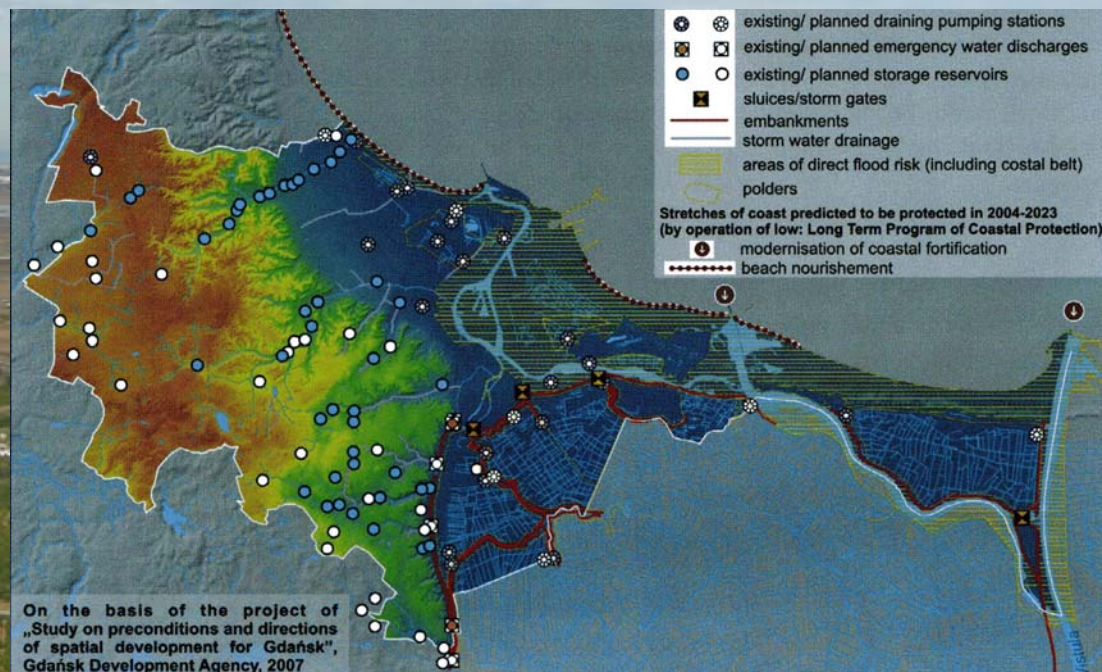 existing/ planned draining pumping stations
existing/ planned emergency water discharges
existing/ planned storage reservoirs
sluices/storm gates
embankments
storm water drainage
areas of direct flood risk (including costal belt)
polders
Stretches of coast predicted to be protected in 2004-2023
(by operation of low: Long Term Program of Coastal Protection)
modernisation of coastal fortification
beach nourishement
On the basis of the project of
„Study on preconditions and directions
of spatial development for Gdańsk",
Gdańsk Development Agency, 2007